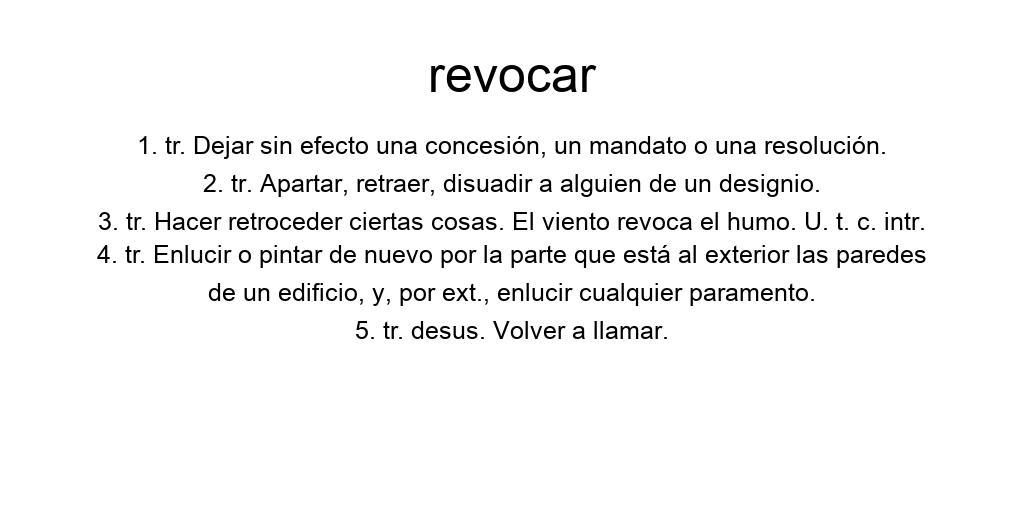 revocar
1. tr. Dejar sin efecto una concesión, un mandato o una resolución.
2. tr. Apartar, retraer, disuadir a alguien de un designio.
3. tr. Hacer retroceder ciertas cosas. El viento revoca el humo. U. t. c. intr.
4. tr. Enlucir o pintar de nuevo por la parte que está al exterior las paredes
de un edificio, y, por ext., enlucir cualquier paramento.
5. tr. desus. Volver a llamar.